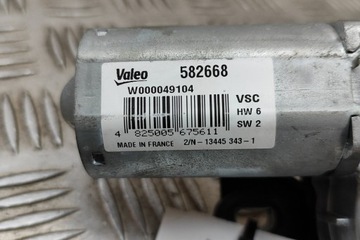 Valeo 582668
W000049104
VSC
HW 6
SW 2
4 825005 675611
MADE IN FRANCE 2/N - 13445 343 - 1